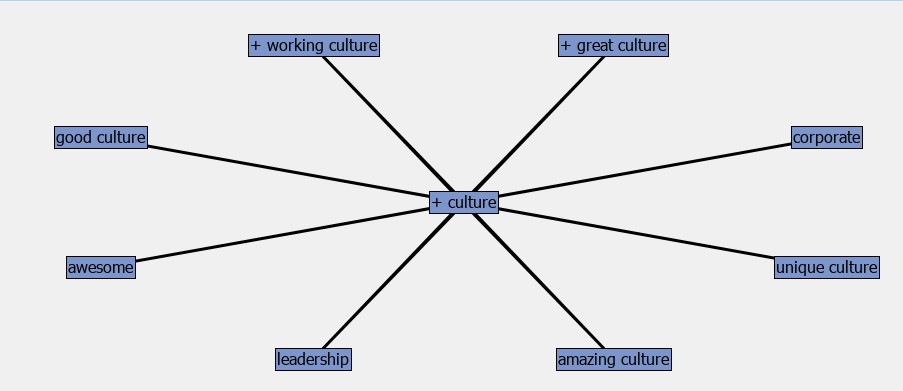 + working culture
+ great culture
good culture
corporate
+ culture
awesome
unique culture
leadership
amazing culture